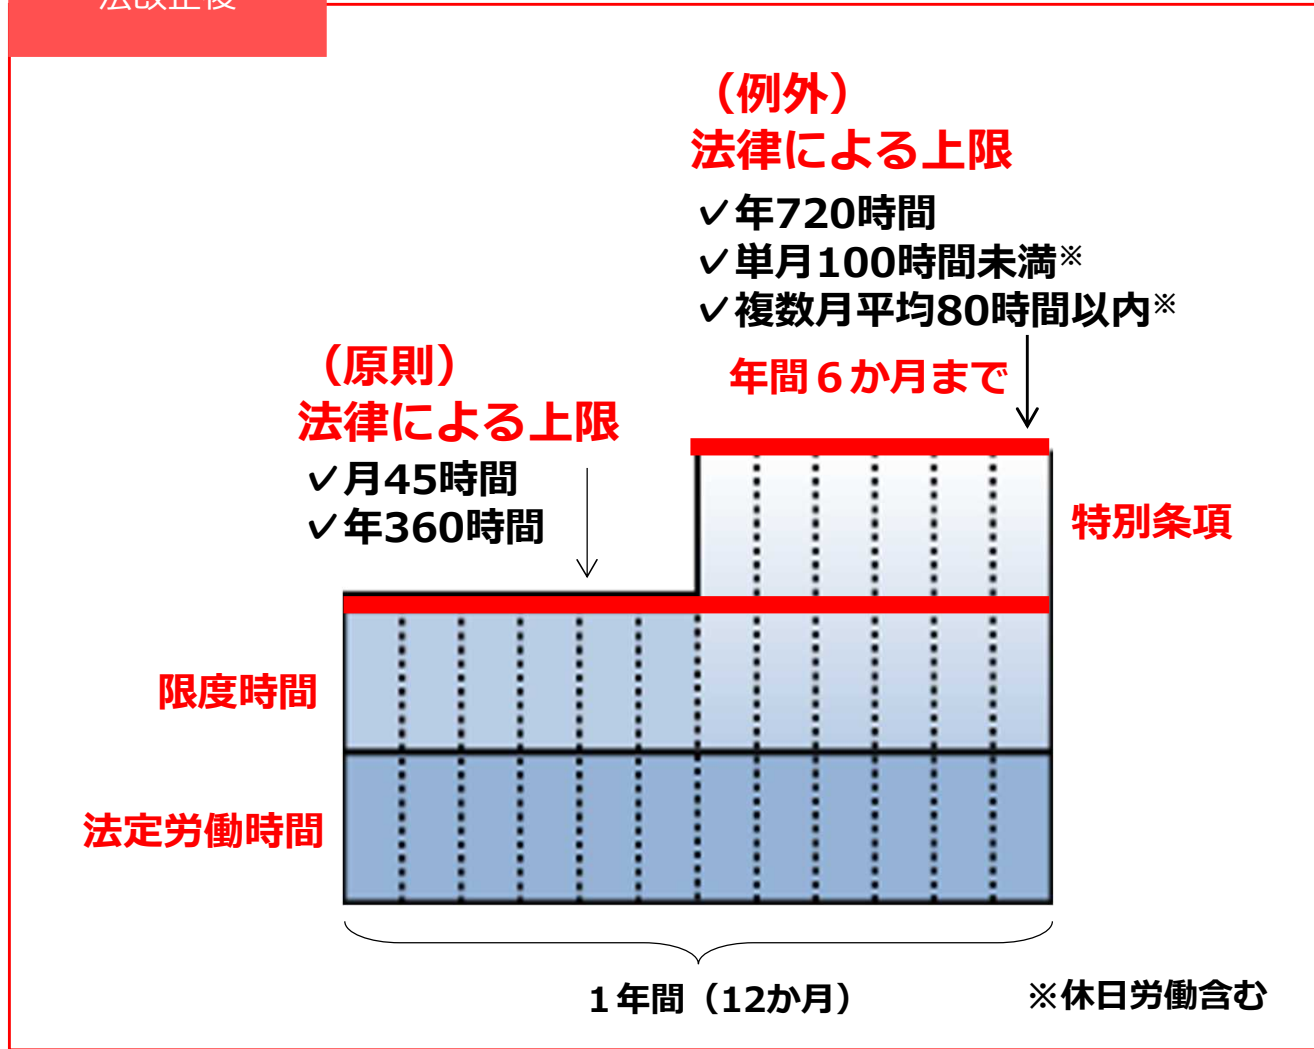 法改正後
（例外）
法律による上限
✓年720時間
✓単月100時間未満※
✓複数月平均80時間以内※
年間６か月まで
（原則）
法律による上限
✓月45時間
✓年360時間
特別条項
限度時間
法定労働時間
１年間（12か月）
※休日労働含む